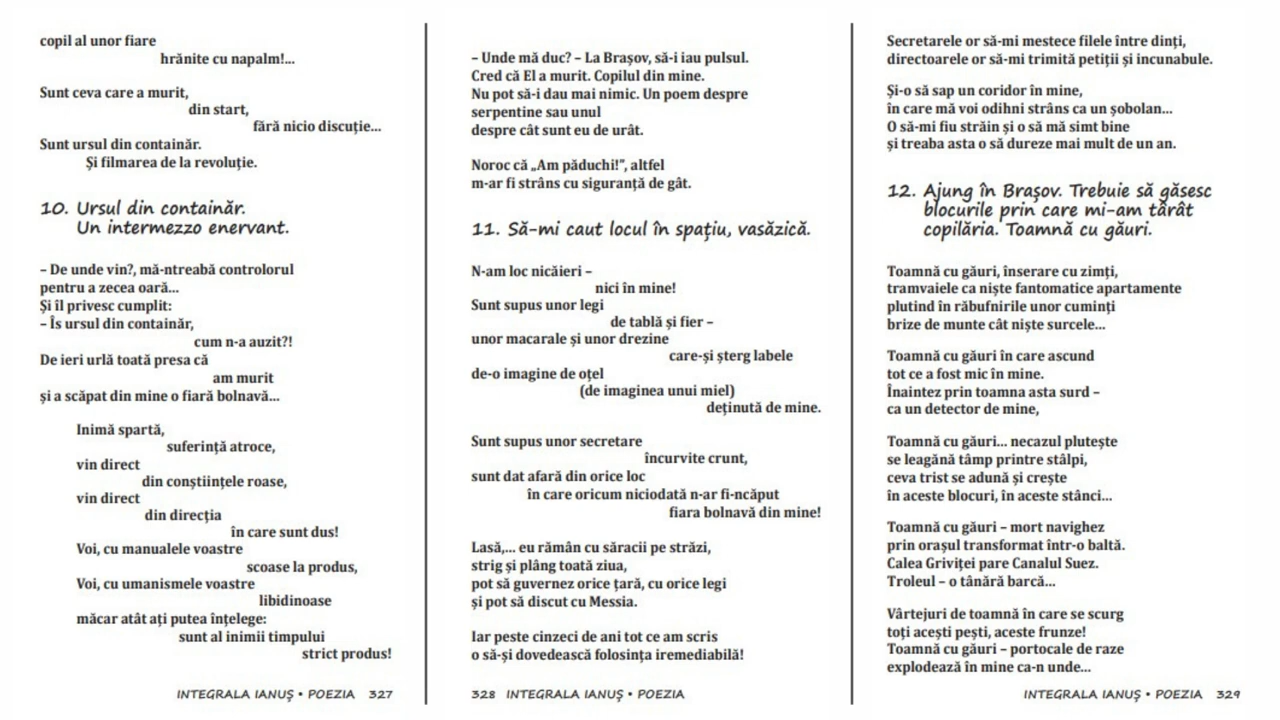 copil al unor fiare
hrănite cu napalm!...
Sunt ceva care a murit,
din start,
fără nicio discuție...
Sunt ursul din containăr.
Și filmarea de la revoluție.
10. Ursul din containăr.
Un intermezzo enervant.
– De unde vin?, mă-ntreabă controlorul
pentru a zecea oară...
Și îl privesc cumplit:
– Îs ursul din containăr,
cum n-a auzit?!
De ieri urlă toată presa că
am murit
și a scăpat din mine o fiară bolnavă...
Inimă spartă,
suferință atroce,
vin direct
din conștiințele roase,
vin direct
din direcția
în care sunt dus!
Voi, cu manualele voastre
scoase la produs,
Voi, cu umanismele voastre
libidinoase
măcar atât ați putea înțelege:
sunt al inimii timpului
strict produs!
INTEGRALA IANUȘ • POEZIA 327
– Unde mă duc? – La Brașov, să-i iau pulsul.
Cred că El a murit. Copilul din mine.
Nu pot să-i dau mai nimic. Un poem despre
serpentine sau unul
despre cât sunt eu de urât.
Noroc că „Am păduchi!”, altfel
m-ar fi strâns cu siguranță de gât.
11. Să-mi caut locul în spațiu, vasăzică.
N-am loc nicăieri –
nici în mine!
Sunt supus unor legi
de tablă și fier –
unor macarale și unor drezine
care-și șterg labele
de-o imagine de oțel
(de imaginea unui miel)
deținută de mine.
Sunt supus unor secretare
încurvite crunt,
sunt dat afară din orice loc
în care oricum niciodată n-ar fi-ncăput
fiara bolnavă din mine!
Lasă,... eu rămân cu săracii pe străzi,
strig și plâng toată ziua,
pot să guvernez orice țară, cu orice legi
și pot să discut cu Messia.
Iar peste cinzeci de ani tot ce am scris
o să-și dovedească folosința iremediabilă!
328 INTEGRALA IANUȘ • POEZIA
Secretarele or să-mi mestece filele între dinți,
directoarele or să-mi trimită petiții și incunabule.
Și-o să sap un coridor în mine,
în care mă voi odihni strâns ca un șobolan...
O să-mi fiu străin și o să mă simt bine
și treaba asta o să dureze mai mult de un an.
12. Ajung în Brașov. Trebuie să găsesc
blocurile prin care mi-am târât
copilăria. Toamnă cu găuri.
Toamnă cu găuri, înserare cu zimți,
tramvaiele ca niște fantomatice apartamente
plutind în răbufnirile unor cuminți
brize de munte cât niște surcele...
Toamnă cu găuri în care ascund
tot ce a fost mic în mine.
Înaintez prin toamna asta surd –
ca un detector de mine,
Toamnă cu găuri... necazul plutește
se leagănă tâmp printre stâlpi,
ceva trist se adună și crește
în aceste blocuri, în aceste stânci...
Toamnă cu găuri – mort navighez
prin orașul transformat într-o baltă.
Calea Griviței pare Canalul Suez.
Troleul – o tânără barcă...
Vârtejuri de toamnă în care se scurg
toți acești pești, aceste frunze!
Toamnă cu găuri – portocale de raze
explodează în mine ca-n unde...
INTEGRALA IANUȘ • POEZIA 329